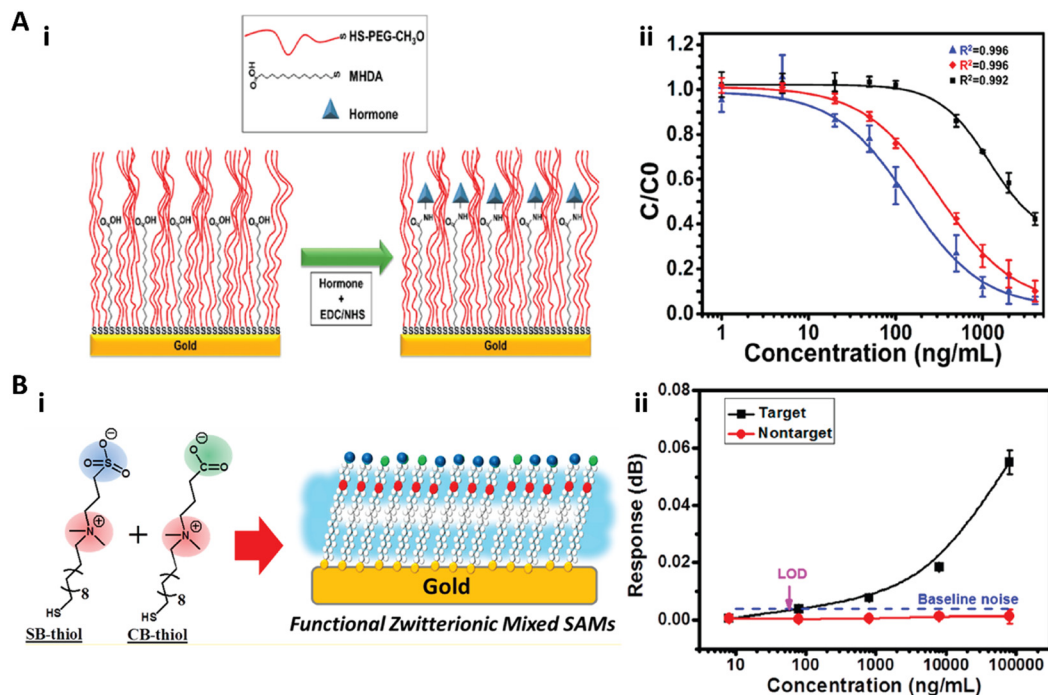 A
i
HS-PEG-CH₃O
MHDA
Hormone
Gold
Hormone
+
EDC/NHS
Gold
ii
C/C0
1.2
1.0
0.8
0.6
0.4
0.2
0.0
R²=0.996
R²=0.996
R²=0.992
1 10 100 1000
Concentration (ng/mL)
B
i
SB-thiol
+
CB-thiol
Gold
Functional Zwitterionic Mixed SAMs
ii
Response (dB)
0.08
0.06
0.04
0.02
0.00
Target
Nontarget
LOD
Baseline noise
10 100 1000 10000 100000
Concentration (ng/mL)